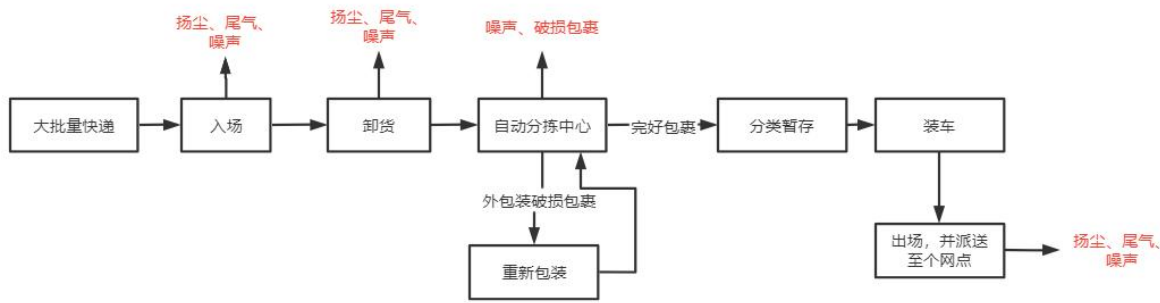 扬尘、尾气、
噪声
扬尘、尾气、
噪声
噪声、破损包裹
大批量快递
入场
卸货
自动分拣中心
完好包裹
分类暂存
装车
外包装破损包裹
重新包装
出场，并派送
至个网点
扬尘、尾气、
噪声